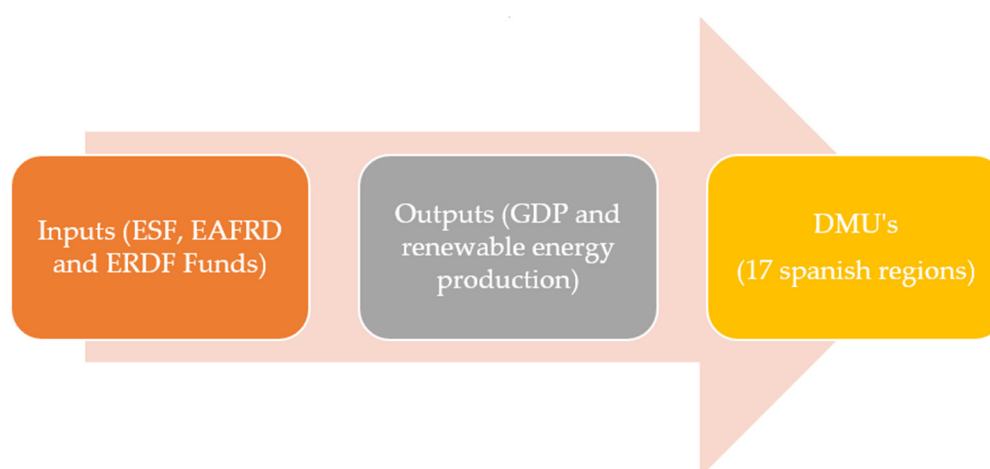 Inputs (ESF, EAFRD
and ERDF Funds)
Outputs (GDP and
renewable energy
production)
DMU's
(17 spanish regions)